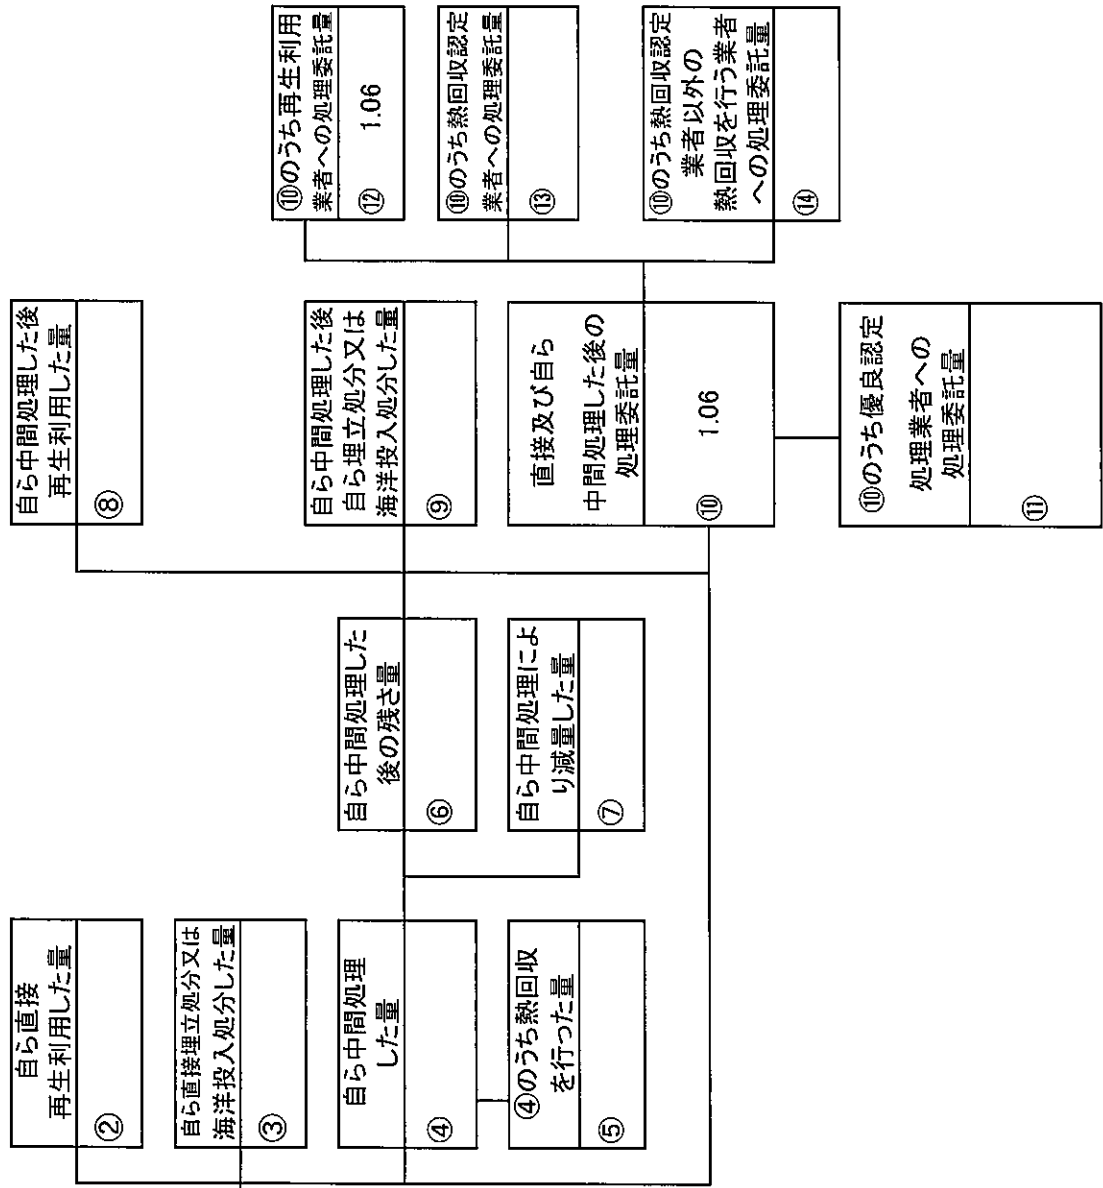 自ら直接
再生利用した量
②
自ら直接埋立処分又は
海洋投入処分した量
③
自ら中間処理
した量
④
④のうち熱回収
を行った量
⑤
自ら中間処理した
後の残さ量
⑥
自ら中間処理によ
り減量した量
⑦
自ら中間処理した後
再生利用した量
⑧
自ら中間処理した後
自ら埋立処分又は
海洋投入処分した量
⑨
直接及び自ら
中間処理した後の
処理委託量
⑩ 1.06
⑩のうち優良認定
処理業者への
処理委託量
⑪
⑩のうち再生利用
業者への処理委託量
⑫ 1.06
⑩のうち熱回収認定
業者への処理委託量
⑬
⑩のうち熱回収認定
業者以外の
熱回収を行う業者
への処理委託量
⑭